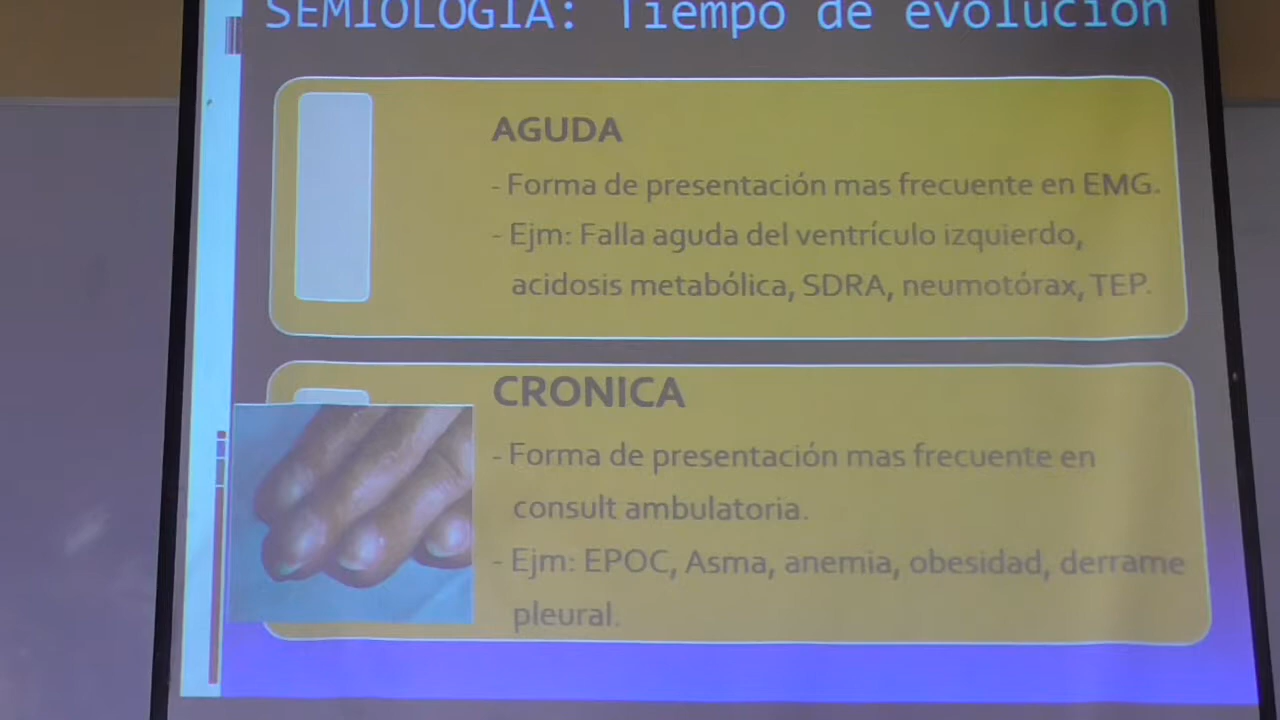 SEMIOLOGIA: Tiempo de evolución
AGUDA
- Forma de presentación mas frecuente en EMG.
- Ejm: Falla aguda del ventrículo izquierdo,
acidosis metabólica, SDRA, neumotórax, TEP.
CRONICA
- Forma de presentación mas frecuente en
consult ambulatoria.
- Ejm: EPOC, Asma, anemia, obesidad, derrame
pleural.